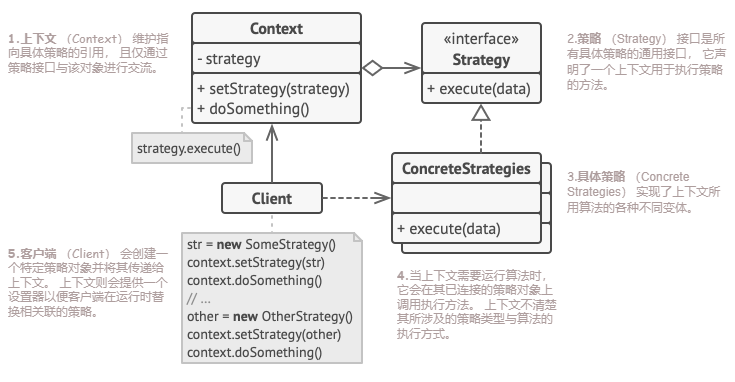 1.上下文 （Context） 维护指
向具体策略的引用， 且仅通过
策略接口与该对象进行交流。
Context
- strategy
+ setStrategy(strategy)
+ doSomething()
«interface»
Strategy
+ execute(data)
2.策略 （Strategy） 接口是所
有具体策略的通用接口， 它声
明了一个上下文用于执行策略
的方法。
strategy.execute()
Client
ConcreteStrategies
+ execute(data)
3.具体策略 （Concrete
Strategies） 实现了上下文所
用算法的各种不同变体。
5.客户端 （Client） 会创建一
个特定策略对象并将其传递给
上下文。 上下文则会提供一个
设置器以便客户端在运行时替
换相关联的策略。
str = new SomeStrategy()
context.setStrategy(str)
context.doSomething()
// ...
other = new OtherStrategy()
context.setStrategy(other)
context.doSomething()
4.当上下文需要运行算法时，
它会在其已连接的策略对象上
调用执行方法。 上下文不清楚
其所涉及的策略类型与算法的
执行方式。